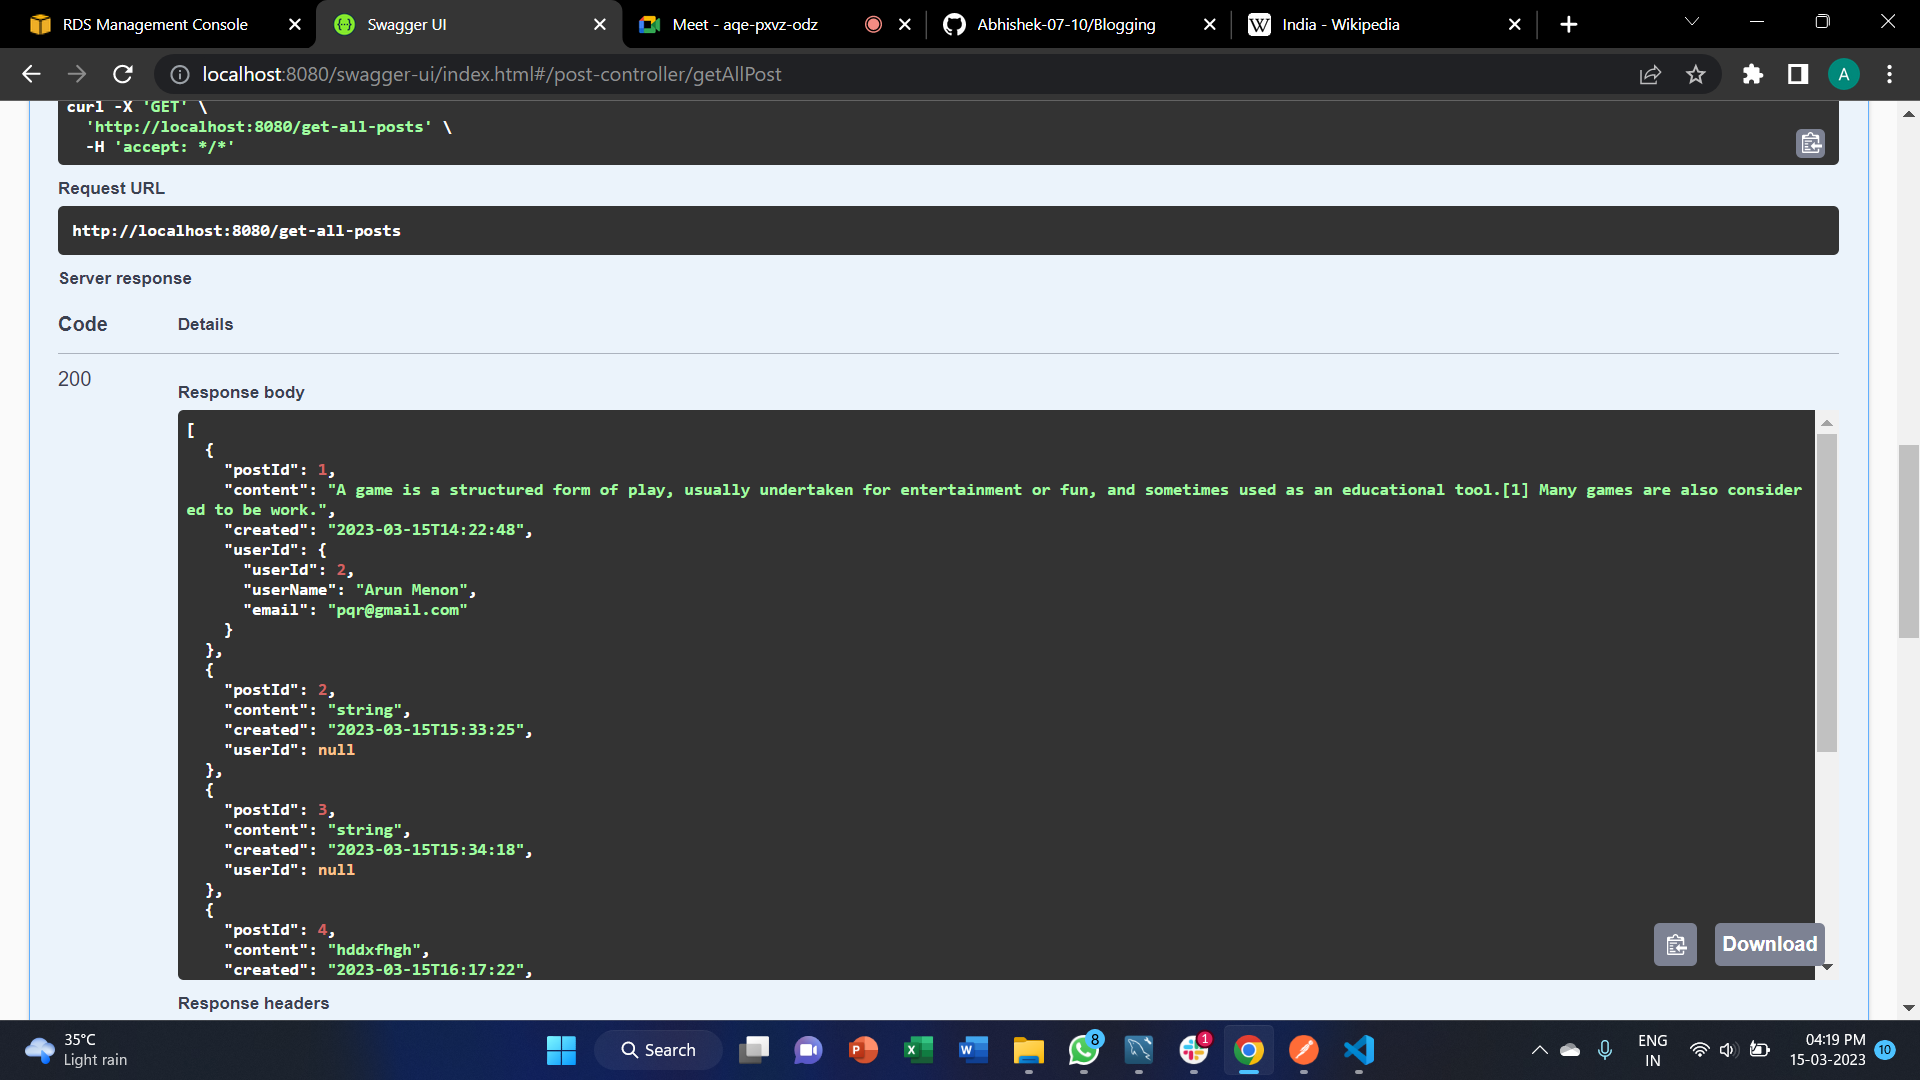 RDS Management Console
Swagger UI
Meet - aqe-pxvz-odz
Abhishek-07-10/Blogging
India - Wikipedia
localhost:8080/swagger-ui/index.html#/post-controller/getAllPost
A
curl -X 'GET' \
'http://localhost:8080/get-all-posts' \
-H 'accept: */*'
Request URL
http://localhost:8080/get-all-posts
Server response
Code Details
200
Response body
[
{
"postId": 1,
"content": "A game is a structured form of play, usually undertaken for entertainment or fun, and sometimes used as an educational tool.[1] Many games are also consider
ed to be work.",
"created": "2023-03-15T14:22:48",
"userId": {
"userId": 2,
"userName": "Arun Menon",
"email": "pqr@gmail.com"
}
},
{
"postId": 2,
"content": "string",
"created": "2023-03-15T15:33:25",
"userId": null
},
{
"postId": 3,
"content": "string",
"created": "2023-03-15T15:34:18",
"userId": null
},
{
"postId": 4,
"content": "hddxfhgh",
"created": "2023-03-15T16:17:22",
Download
Response headers
35°C
Light rain
Search
8
1
ENG
IN
04:19 PM
15-03-2023
10